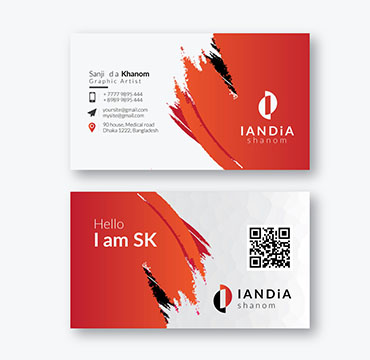 Sanji da Khanom
Graphic Artist
+ 7777 9895 444
+ 8989 9895 444
yoursite@gmail.com
mysite@gmail.com
90 house, Medical road
Dhaka 1222, Bangladesh
IANDiA
shanom
Hello
I am SK
IANDiA
shanom